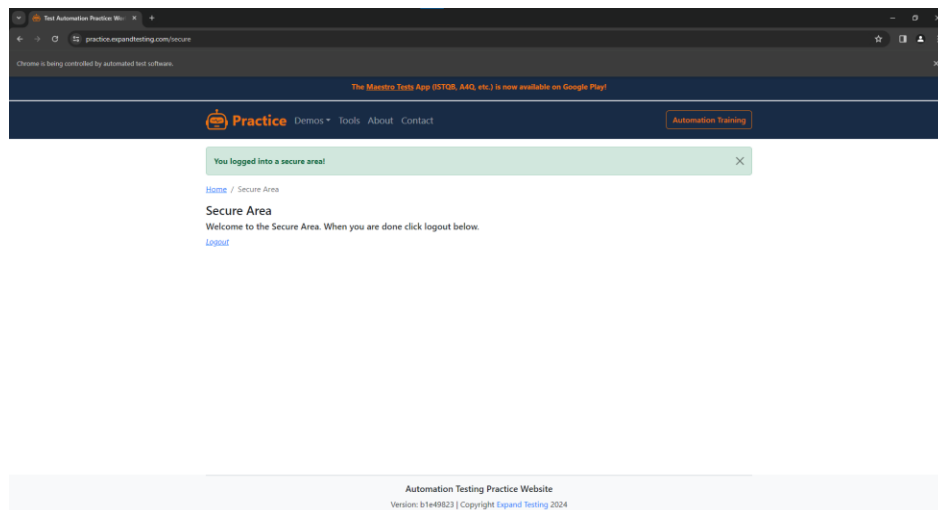 Test Automation Practice We
practice.expandtesting.com/secure
Chrome is being controlled by automated test software.
The Maestro Tests App (ISTQB, A4Q, etc.) is now available on Google Play!
Practice Demos Tools About Contact Automation Training
You logged into a secure area!
Home / Secure Area
Secure Area
Welcome to the Secure Area. When you are done click logout below.
Logout
Automation Testing Practice Website
Version: b1e49823 | Copyright Expand Testing 2024